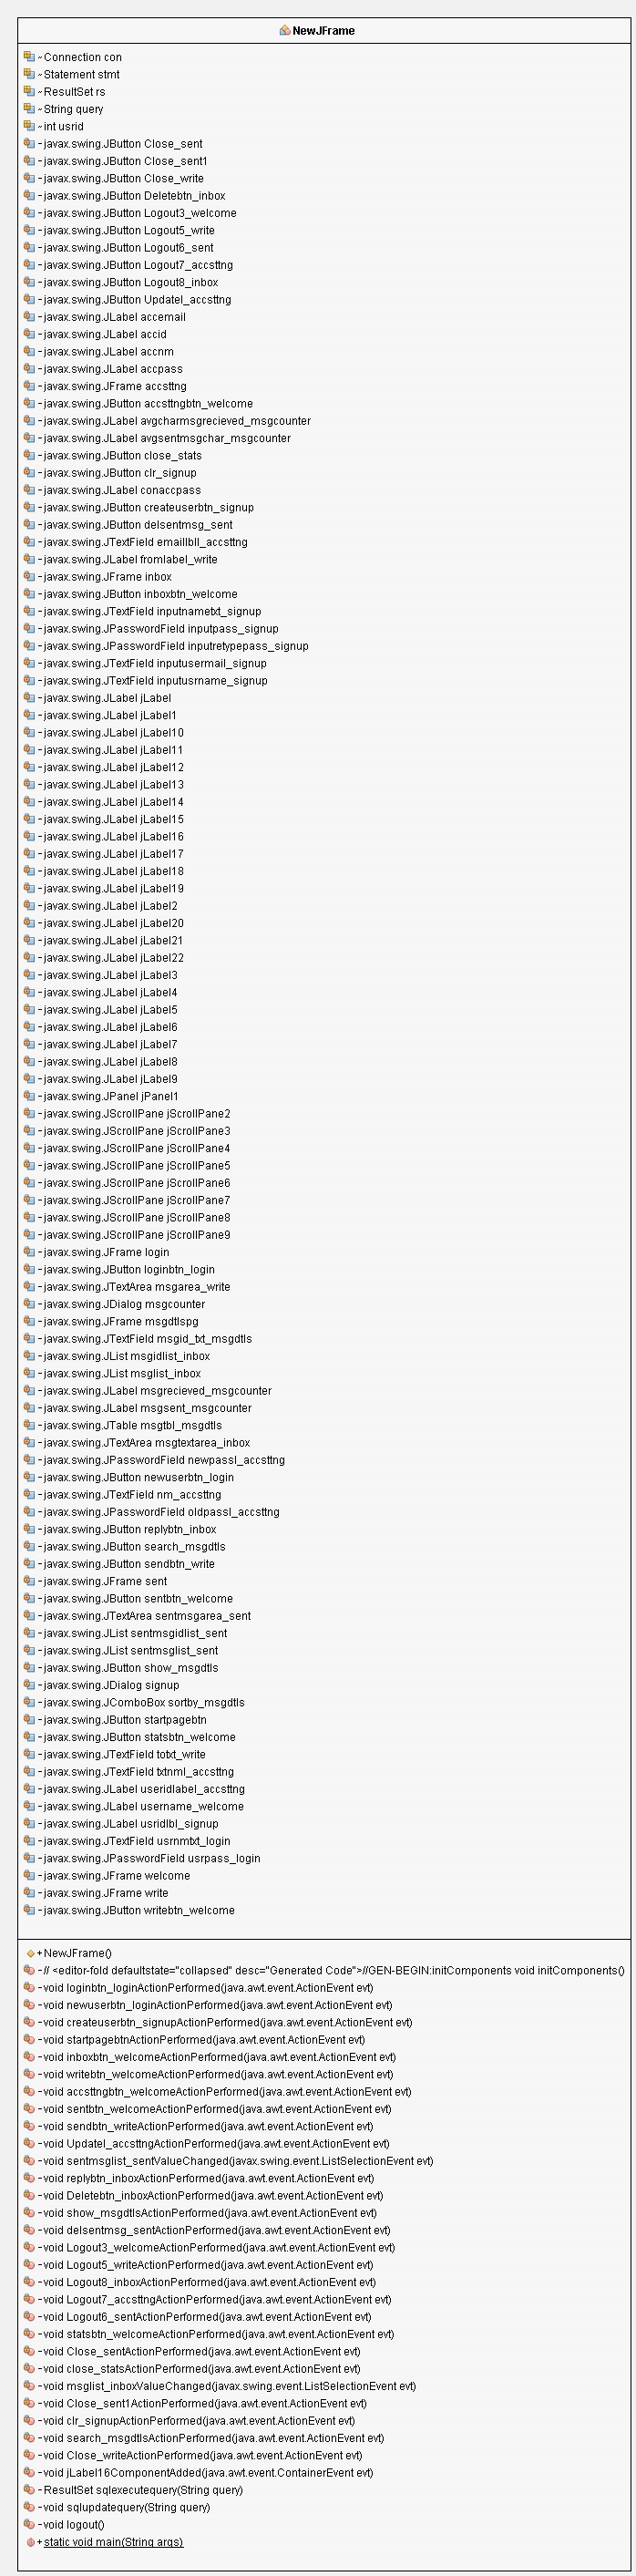 NewJFrame
~Connection con
~Statement stmt
~ResultSet rs
~String query
~int usrid
-javax.swing.JButton Close_sent
-javax.swing.JButton Close_sent1
-javax.swing.JButton Close_write
-javax.swing.JButton Deletebtn_inbox
-javax.swing.JButton Logout3_welcome
-javax.swing.JButton Logout5_write
-javax.swing.JButton Logout6_sent
-javax.swing.JButton Logout7_accsttng
-javax.swing.JButton Logout8_inbox
-javax.swing.JButton Updatel_accsttng
-javax.swing.JLabel accemail
-javax.swing.JLabel accid
-javax.swing.JLabel accnm
-javax.swing.JLabel accpass
-javax.swing.JFrame accsttng
-javax.swing.JButton accsttngbtn_welcome
-javax.swing.JLabel avgcharmsgrecieved_msgcounter
-javax.swing.JLabel avgsentmsgchar_msgcounter
-javax.swing.JButton close_stats
-javax.swing.JButton clr_signup
-javax.swing.JLabel conaccpass
-javax.swing.JButton createuserbtn_signup
-javax.swing.JButton delsentmsg_sent
-javax.swing.JTextField emaillbll_accsttng
-javax.swing.JLabel fromlabel_write
-javax.swing.JFrame inbox
-javax.swing.JButton inboxbtn_welcome
-javax.swing.JTextField inputnametxt_signup
-javax.swing.JPasswordField inputpass_signup
-javax.swing.JPasswordField inputretypepass_signup
-javax.swing.JTextField inputusermail_signup
-javax.swing.JTextField inputusrname_signup
-javax.swing.JLabel jLabel
-javax.swing.JLabel jLabel1
-javax.swing.JLabel jLabel10
-javax.swing.JLabel jLabel11
-javax.swing.JLabel jLabel12
-javax.swing.JLabel jLabel13
-javax.swing.JLabel jLabel14
-javax.swing.JLabel jLabel15
-javax.swing.JLabel jLabel16
-javax.swing.JLabel jLabel17
-javax.swing.JLabel jLabel18
-javax.swing.JLabel jLabel19
-javax.swing.JLabel jLabel2
-javax.swing.JLabel jLabel20
-javax.swing.JLabel jLabel21
-javax.swing.JLabel jLabel22
-javax.swing.JLabel jLabel3
-javax.swing.JLabel jLabel4
-javax.swing.JLabel jLabel5
-javax.swing.JLabel jLabel6
-javax.swing.JLabel jLabel7
-javax.swing.JLabel jLabel8
-javax.swing.JLabel jLabel9
-javax.swing.JPanel jPanel1
-javax.swing.JScrollPane jScrollPane2
-javax.swing.JScrollPane jScrollPane3
-javax.swing.JScrollPane jScrollPane4
-javax.swing.JScrollPane jScrollPane5
-javax.swing.JScrollPane jScrollPane6
-javax.swing.JScrollPane jScrollPane7
-javax.swing.JScrollPane jScrollPane8
-javax.swing.JScrollPane jScrollPane9
-javax.swing.JFrame login
-javax.swing.JButton loginbtn_login
-javax.swing.JTextArea msgarea_write
-javax.swing.JDialog msgcounter
-javax.swing.JFrame msgdtlspg
-javax.swing.JTextField msgid_txt_msgdtls
-javax.swing.JList msgidlist_inbox
-javax.swing.JList msglist_inbox
-javax.swing.JLabel msgrecieved_msgcounter
-javax.swing.JLabel msgsent_msgcounter
-javax.swing.JTable msgtbl_msgdtls
-javax.swing.JTextArea msgtextarea_inbox
-javax.swing.JPasswordField newpassl_accsttng
-javax.swing.JButton newuserbtn_login
-javax.swing.JTextField nm_accsttng
-javax.swing.JPasswordField oldpassl_accsttng
-javax.swing.JButton replybtn_inbox
-javax.swing.JButton search_msgdtls
-javax.swing.JButton sendbtn_write
-javax.swing.JFrame sent
-javax.swing.JButton sentbtn_welcome
-javax.swing.JTextArea sentmsgarea_sent
-javax.swing.JList sentmsgidlist_sent
-javax.swing.JList sentmsglist_sent
-javax.swing.JButton show_msgdtls
-javax.swing.JDialog signup
-javax.swing.JComboBox sortby_msgdtls
-javax.swing.JButton startpagebtn
-javax.swing.JButton statsbtn_welcome
-javax.swing.JTextField totxt_write
-javax.swing.JTextField txtnml_accsttng
-javax.swing.JLabel useridlabel_accsttng
-javax.swing.JLabel username_welcome
-javax.swing.JLabel usridlbl_signup
-javax.swing.JTextField usrnmtxt_login
-javax.swing.JPasswordField usrpass_login
-javax.swing.JFrame welcome
-javax.swing.JFrame write
-javax.swing.JButton writebtn_welcome
+NewJFrame()
-// <editor-fold defaultstate="collapsed" desc="Generated Code">//GEN-BEGIN:initComponents void initComponents()
-void loginbtn_loginActionPerformed(java.awt.event.ActionEvent evt)
-void newuserbtn_loginActionPerformed(java.awt.event.ActionEvent evt)
-void createuserbtn_signupActionPerformed(java.awt.event.ActionEvent evt)
-void startpagebtnActionPerformed(java.awt.event.ActionEvent evt)
-void inboxbtn_welcomeActionPerformed(java.awt.event.ActionEvent evt)
-void writebtn_welcomeActionPerformed(java.awt.event.ActionEvent evt)
-void accsttngbtn_welcomeActionPerformed(java.awt.event.ActionEvent evt)
-void sentbtn_welcomeActionPerformed(java.awt.event.ActionEvent evt)
-void sendbtn_writeActionPerformed(java.awt.event.ActionEvent evt)
-void Updatel_accsttngActionPerformed(java.awt.event.ActionEvent evt)
-void sentmsglist_sentValueChanged(javax.swing.event.ListSelectionEvent evt)
-void replybtn_inboxActionPerformed(java.awt.event.ActionEvent evt)
-void Deletebtn_inboxActionPerformed(java.awt.event.ActionEvent evt)
-void show_msgdtlsActionPerformed(java.awt.event.ActionEvent evt)
-void delsentmsg_sentActionPerformed(java.awt.event.ActionEvent evt)
-void Logout3_welcomeActionPerformed(java.awt.event.ActionEvent evt)
-void Logout5_writeActionPerformed(java.awt.event.ActionEvent evt)
-void Logout8_inboxActionPerformed(java.awt.event.ActionEvent evt)
-void Logout7_accsttngActionPerformed(java.awt.event.ActionEvent evt)
-void Logout6_sentActionPerformed(java.awt.event.ActionEvent evt)
-void statsbtn_welcomeActionPerformed(java.awt.event.ActionEvent evt)
-void Close_sentActionPerformed(java.awt.event.ActionEvent evt)
-void close_statsActionPerformed(java.awt.event.ActionEvent evt)
-void msglist_inboxValueChanged(javax.swing.event.ListSelectionEvent evt)
-void Close_sent1ActionPerformed(java.awt.event.ActionEvent evt)
-void clr_signupActionPerformed(java.awt.event.ActionEvent evt)
-void search_msgdtlsActionPerformed(java.awt.event.ActionEvent evt)
-void Close_writeActionPerformed(java.awt.event.ActionEvent evt)
-void jLabel16ComponentAdded(java.awt.event.ContainerEvent evt)
-ResultSet sqlexecutequery(String query)
-void sqlupdatequery(String query)
-void logout()
+static void main(String args)